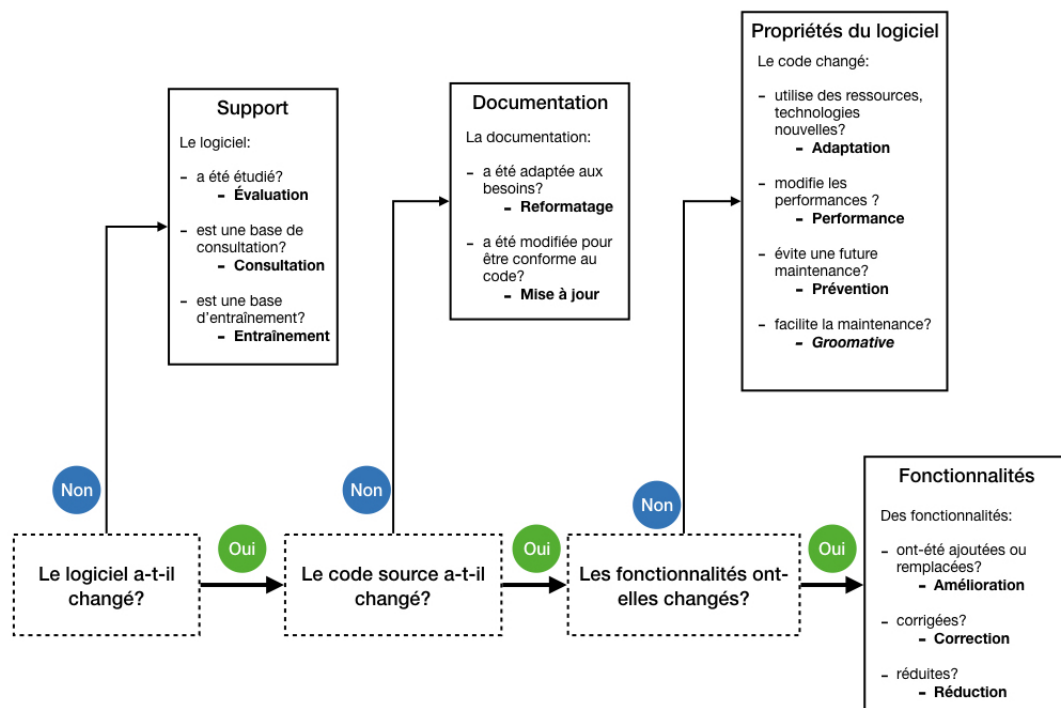 Support
Le logiciel:
- a été étudié?
- Évaluation
- est une base de
consultation?
- Consultation
- est une base
d'entraînement?
- Entraînement
Documentation
La documentation:
- a été adaptée aux
besoins?
- Reformatage
- a été modifiée pour
être conforme au
code?
- Mise à jour
Propriétés du logiciel
Le code changé:
- utilise des ressources,
technologies
nouvelles?
- Adaptation
- modifie les
performances ?
- Performance
- évite une future
maintenance?
- Prévention
- facilite la maintenance?
- Groomative
Non
Non
Non
Oui
Oui
Oui
Le logiciel a-t-il
changé?
Le code source a-t-il
changé?
Les fonctionnalités ont-
elles changés?
Fonctionnalités
Des fonctionnalités:
- ont-été ajoutées ou
remplacées?
- Amélioration
- corrigées?
- Correction
- réduites?
- Réduction